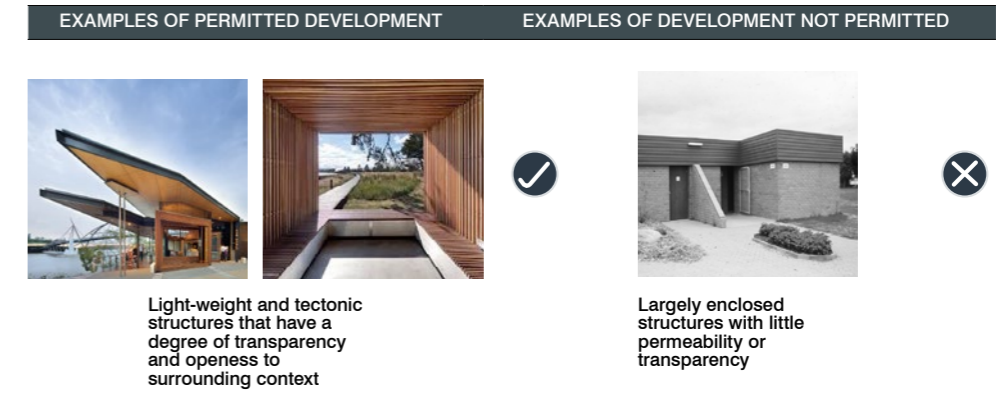 EXAMPLES OF PERMITTED DEVELOPMENT
EXAMPLES OF DEVELOPMENT NOT PERMITTED
Light-weight and tectonic
structures that have a
degree of transparency
and openess to
surrounding context
Largely enclosed
structures with little
permeability or
transparency